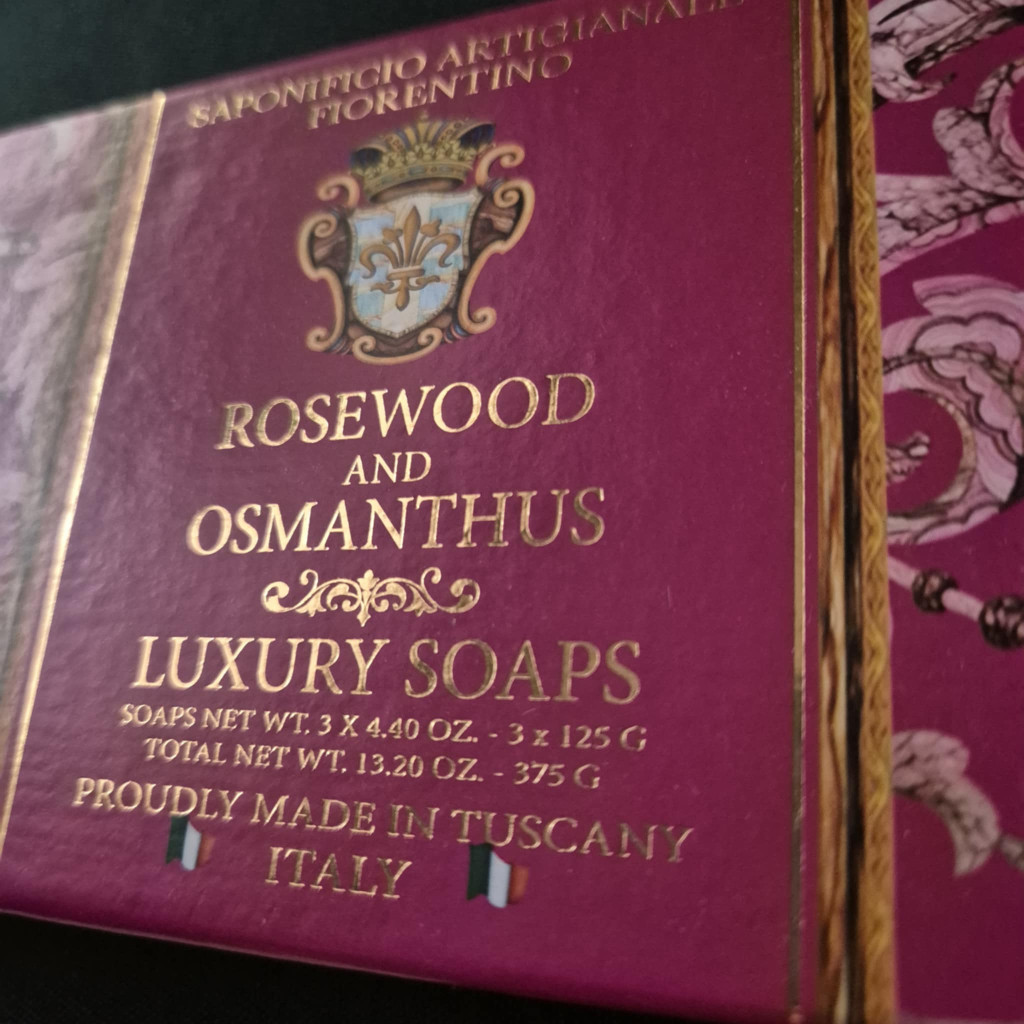 SAPONIFICIO ARTIGIANALE
FIORENTINO
ROSEWOOD
AND
OSMANTHUS
LUXURY SOAPS
SOAPS NET WT. 3 X 4.40 OZ. - 3 x 125 G
TOTAL NET WT. 13.20 OZ. - 375 G
PROUDLY MADE IN TUSCANY
ITALY